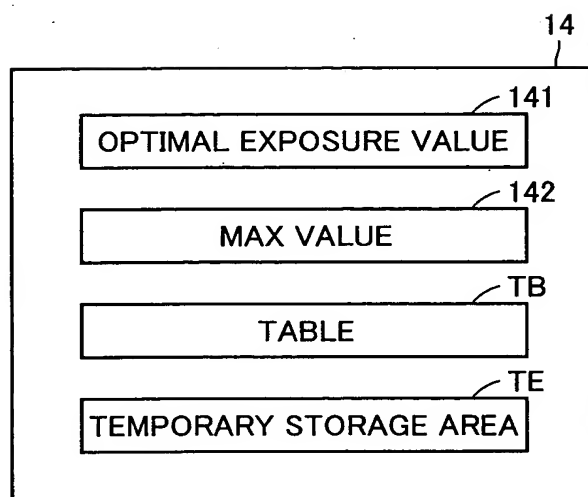 14
141
OPTIMAL EXPOSURE VALUE
142
MAX VALUE
TB
TABLE
TE
TEMPORARY STORAGE AREA